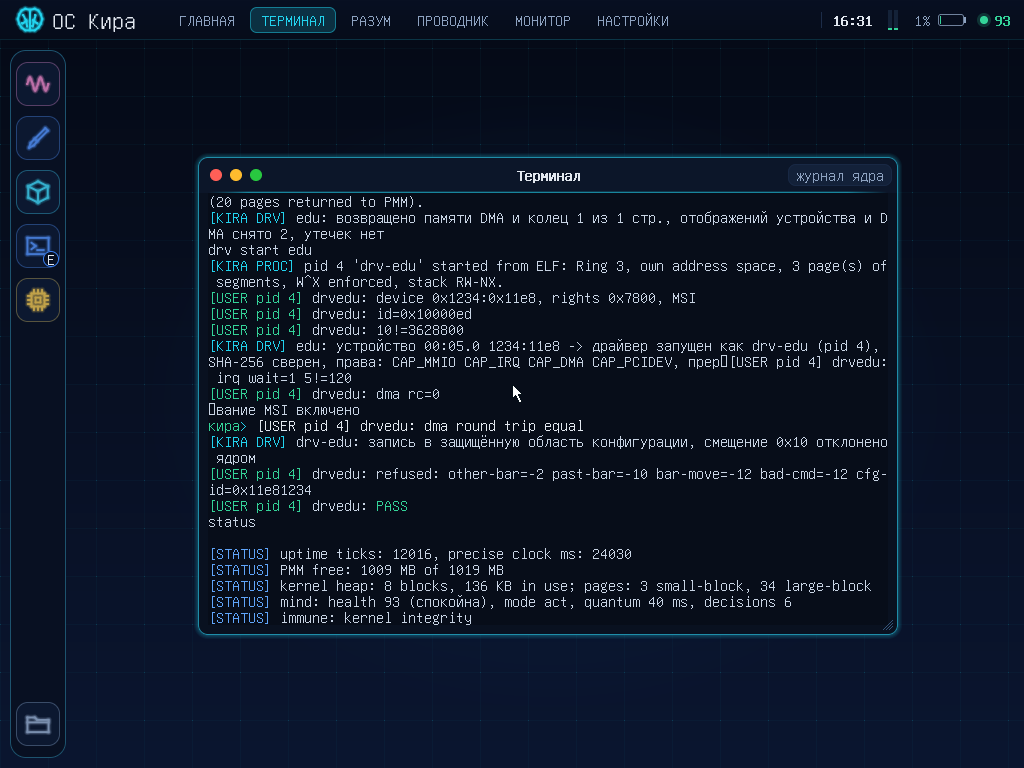 ОС Кира
ГЛАВНАЯ
ТЕРМИНАЛ
РАЗУМ
ПРОВОДНИК
МОНИТОР
НАСТРОЙКИ
16:31
1%
93
E
Терминал
журнал ядра
(20 pages returned to PMM).
[KIRA DRV] edu: возвращено памяти DMA и колец 1 из 1 стр., отображений устройства и D
MA снято 2, утечек нет
drv start edu
[KIRA PROC] pid 4 'drv-edu' started from ELF: Ring 3, own address space, 3 page(s) of
segments, W^X enforced, stack RW-NX.
[USER pid 4] drvedu: device 0x1234:0x11e8, rights 0x7800, MSI
[USER pid 4] drvedu: id=0x10000ed
[USER pid 4] drvedu: 10!=3628800
[KIRA DRV] edu: устройство 00:05.0 1234:11e8 -> драйвер запущен как drv-edu (pid 4),
SHA-256 сверен, права: CAP_MMIO CAP_IRQ CAP_DMA CAP_PCIDEV, прер▯[USER pid 4] drvedu:
irq wait=1 5!=120
[USER pid 4] drvedu: dma rc=0
▯вание MSI включено
кира> [USER pid 4] drvedu: dma round trip equal
[KIRA DRV] drv-edu: запись в защищённую область конфигурации, смещение 0x10 отклонено
ядром
[USER pid 4] drvedu: refused: other-bar=-2 past-bar=-10 bar-move=-12 bad-cmd=-12 cfg-
id=0x11e81234
[USER pid 4] drvedu: PASS
status
[STATUS] uptime ticks: 12016, precise clock ms: 24030
[STATUS] PMM free: 1009 MB of 1019 MB
[STATUS] kernel heap: 8 blocks, 136 KB in use; pages: 3 small-block, 34 large-block
[STATUS] mind: health 93 (спокойна), mode act, quantum 40 ms, decisions 6
[STATUS] immune: kernel integrity